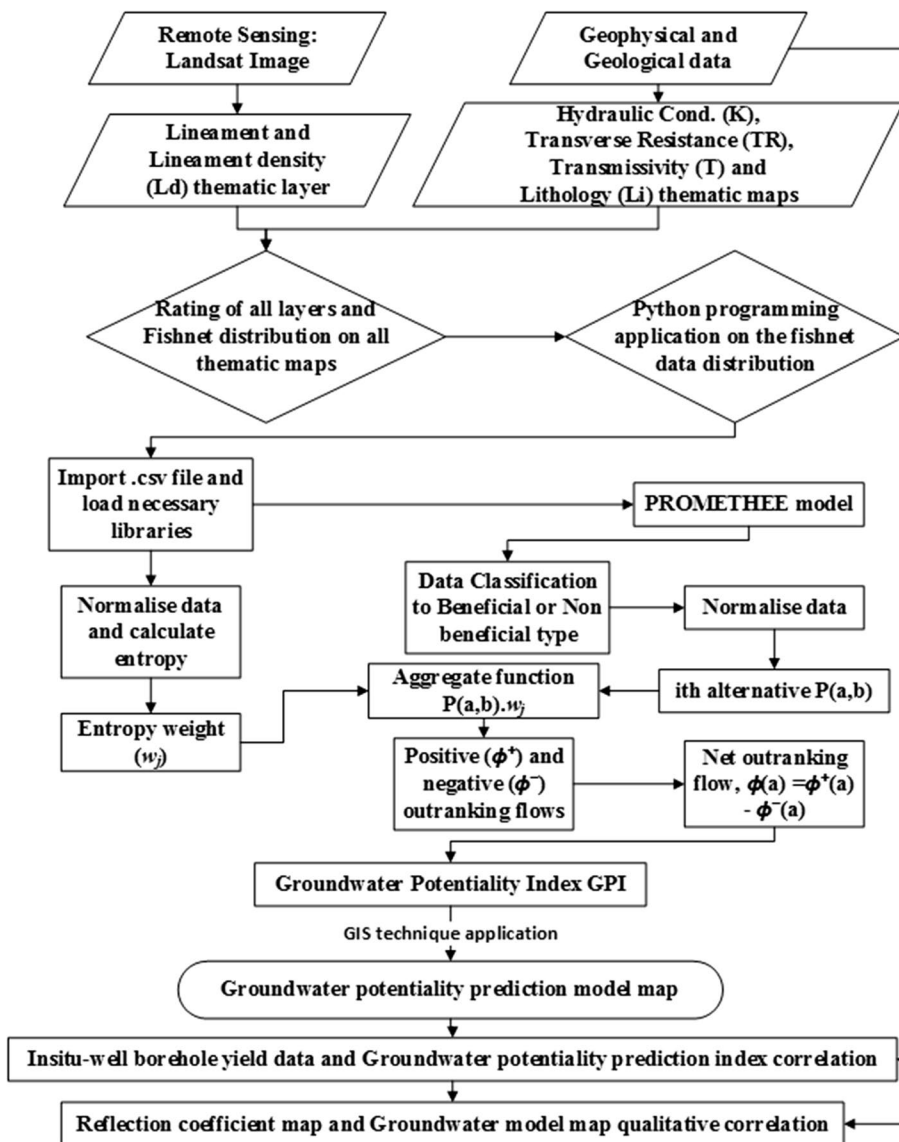 Remote Sensing:
Landsat Image
Geophysical and
Geological data
Lineament and
Lineament density
(Ld) thematic layer
Hydraulic Cond. (K),
Transverse Resistance (TR),
Transmissivity (T) and
Lithology (Li) thematic maps
Rating of all layers and
Fishnet distribution on all
thematic maps
Python programming
application on the fishnet
data distribution
Import .csv file and
load necessary
libraries
PROMETHEE model
Normalise data
and calculate
entropy
Data Classification
to Beneficial or Non
beneficial type
Normalise data
Entropy weight
(wj)
Aggregate function
P(a,b).wj
ith alternative P(a,b)
Positive (ϕ⁺) and
negative (ϕ⁻)
outranking flows
Net outranking
flow, ϕ(a) =ϕ⁺(a)
- ϕ⁻(a)
Groundwater Potentiality Index GPI
GIS technique application
Groundwater potentiality prediction model map
Insitu-well borehole yield data and Groundwater potentiality prediction index correlation
Reflection coefficient map and Groundwater model map qualitative correlation